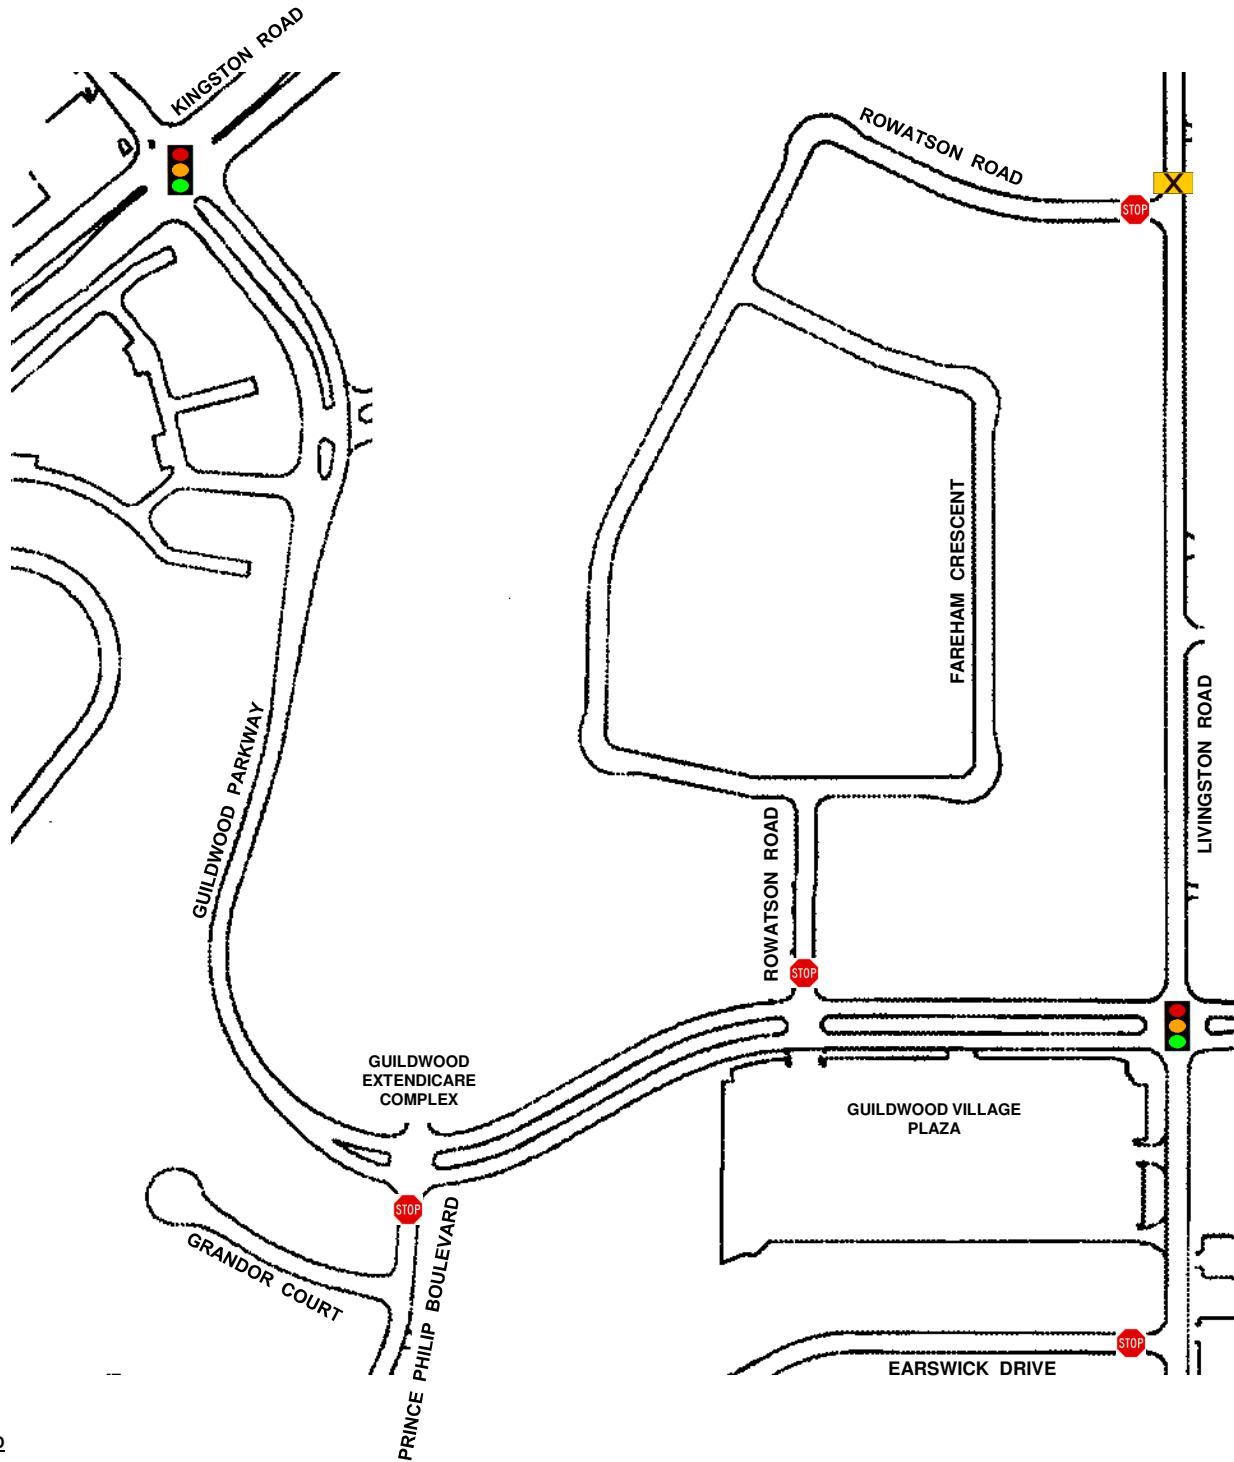 KINGSTON ROAD
ROWATSON ROAD
STOP
X
FAREHAM CRESCENT
LIVINGSTON ROAD
GUILDWOOD PARKWAY
ROWATSON ROAD
STOP
GUILDWOOD
EXTENDICARE
COMPLEX
GUILDWOOD VILLAGE
PLAZA
STOP
GRANDOR COURT
PRINCE PHILIP BOULEVARD
STOP
EARSWICK DRIVE